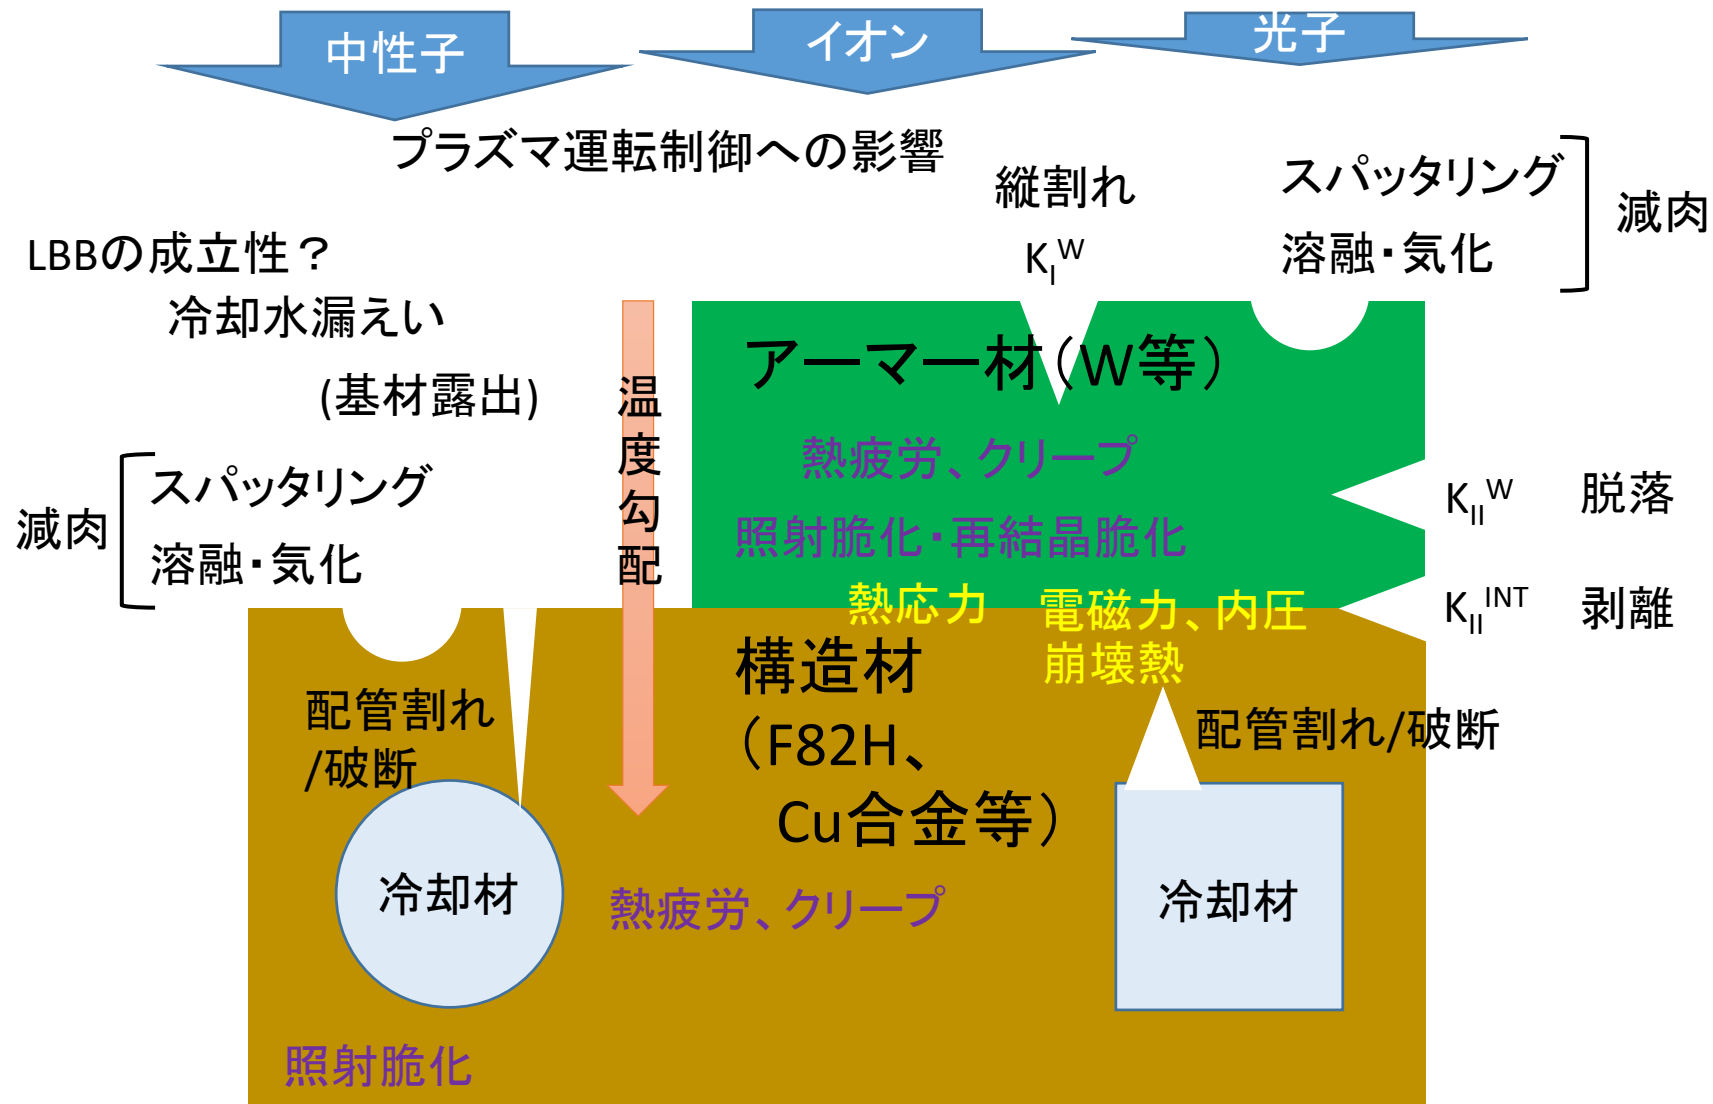 中性子
イオン
光子
プラズマ運転制御への影響
縦割れ
K_I^W
スパッタリング
溶融・気化
減肉
LBBの成立性？
冷却水漏えい
(基材露出)
温度勾配
アーマー材（W等）
熱疲労、クリープ
照射脆化・再結晶脆化
K_II^W
脱落
減肉
スパッタリング
溶融・気化
熱応力
電磁力、内圧
崩壊熱
K_II^INT
剥離
構造材
（F82H、
Cu合金等）
配管割れ
/破断
配管割れ/破断
冷却材
熱疲労、クリープ
冷却材
照射脆化